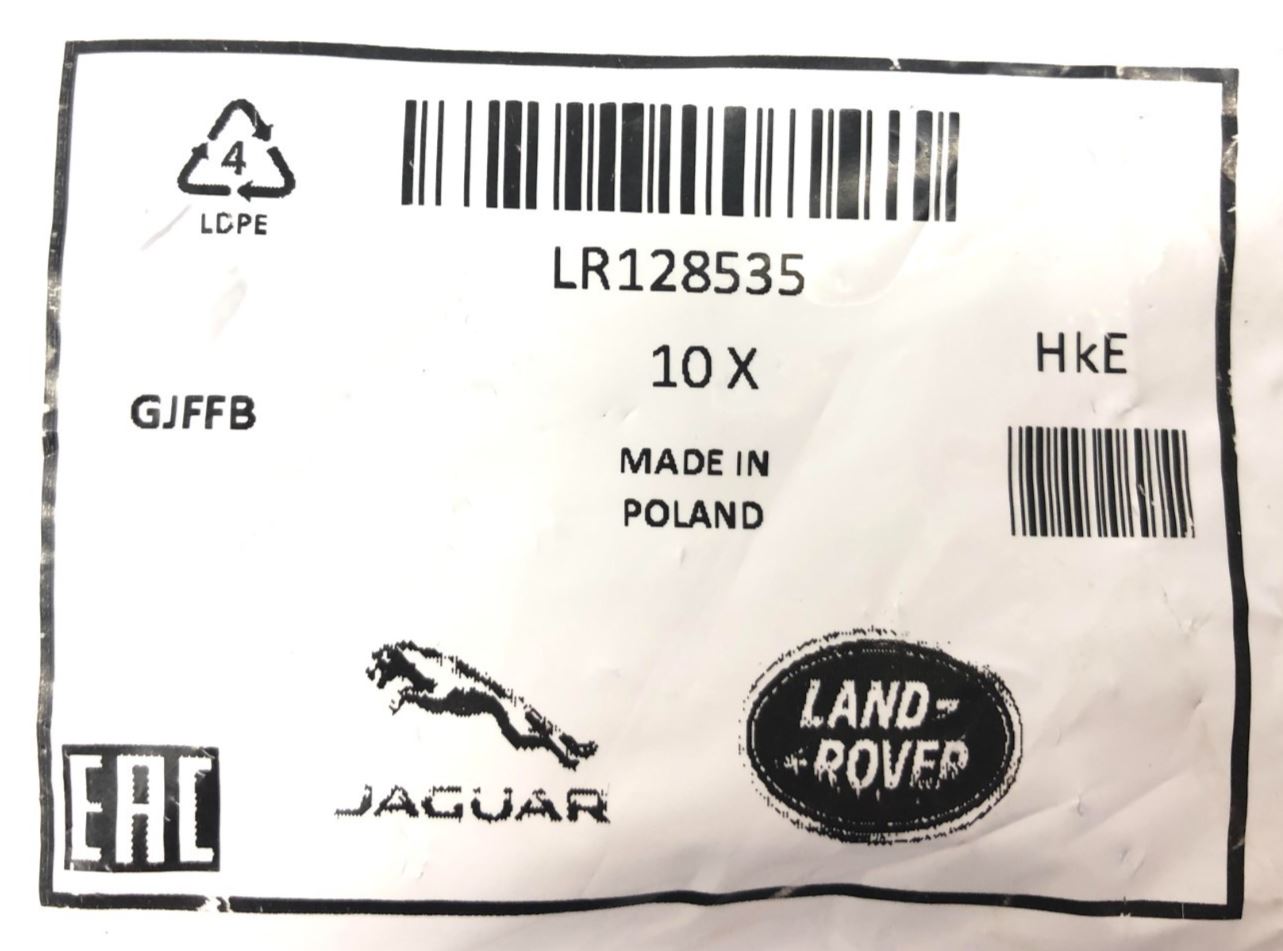 4
LDPE
LR128535
10 X
HkE
GJFFB
MADE IN
POLAND
JAGUAR
LAND-
-ROVER
EAC